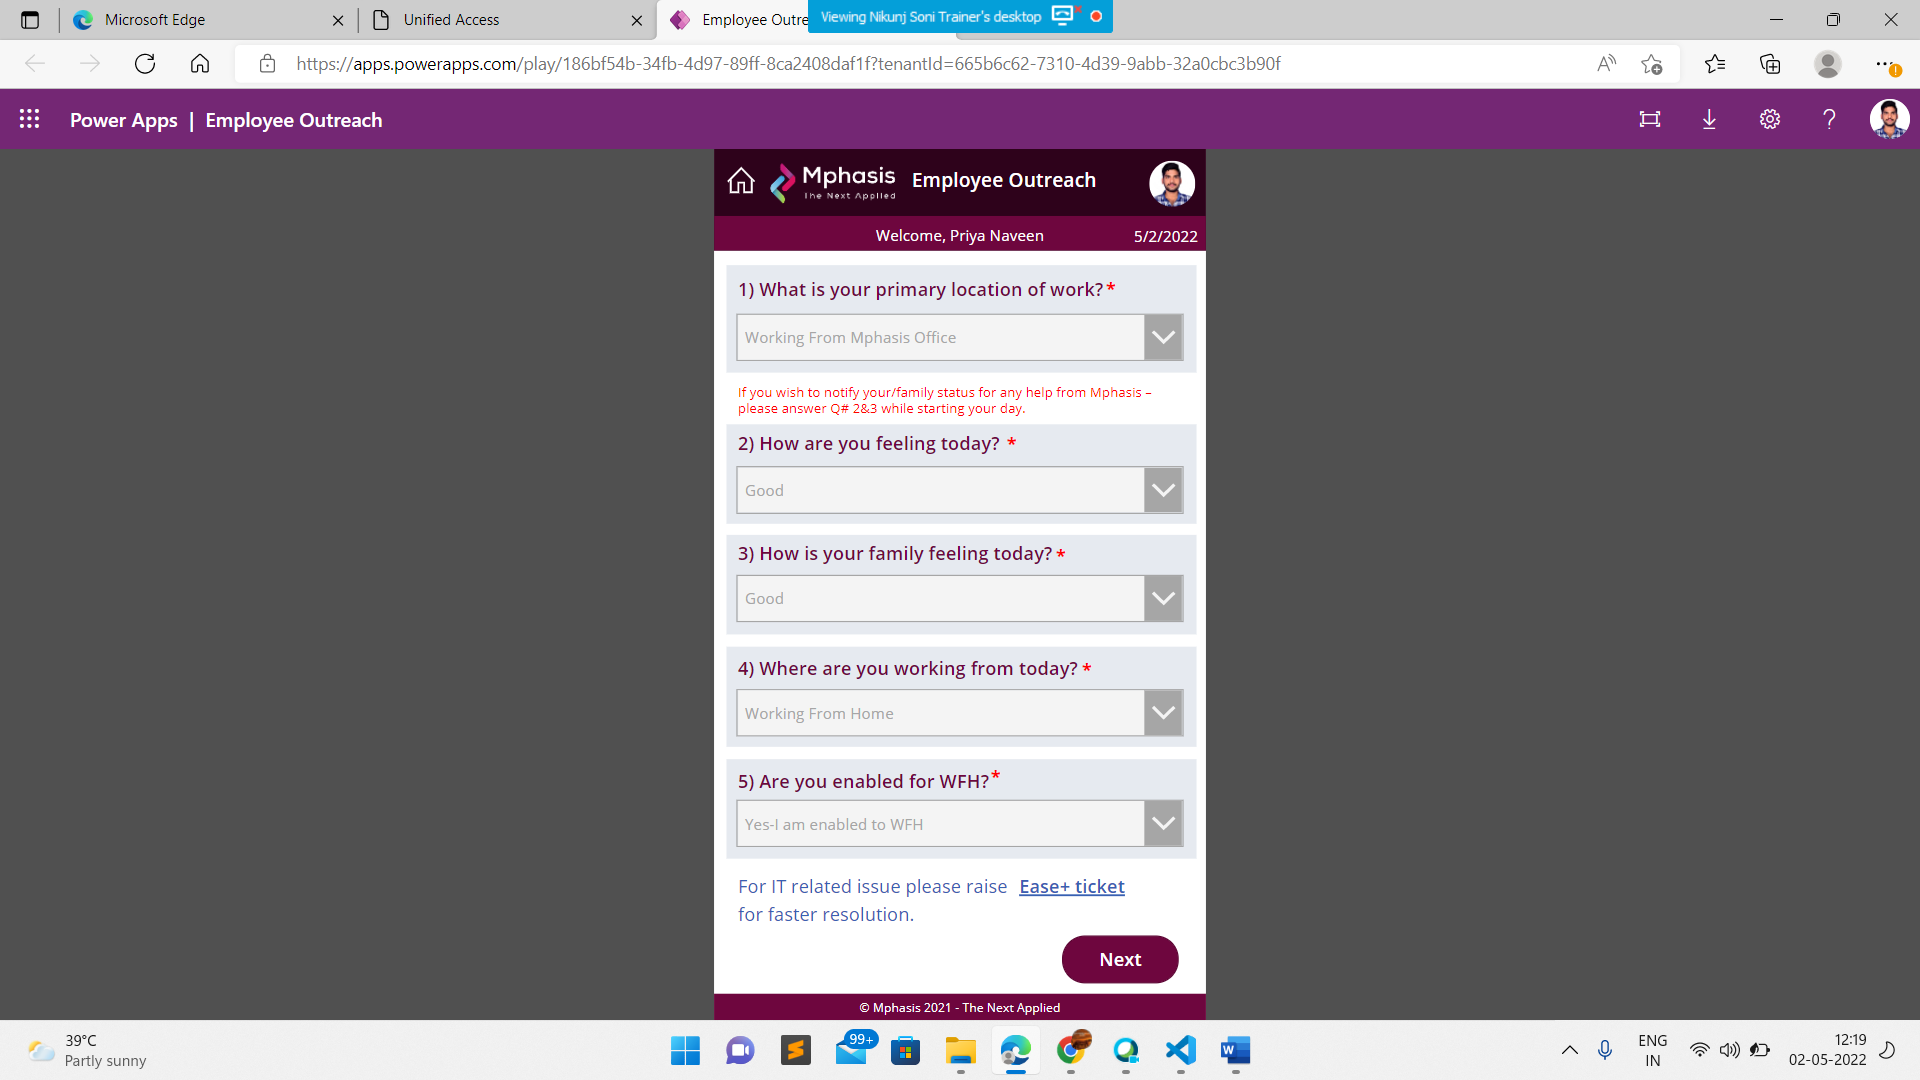 Microsoft Edge
Unified Access
Employee Outre
Viewing Nikunj Soni Trainer's desktop
https://apps.powerapps.com/play/186bf54b-34fb-4d97-89ff-8ca2408daf1f?tenantId=665b6c62-7310-4d39-9abb-32a0cbc3b90f
Power Apps | Employee Outreach
Mphasis
The Next Applied
Employee Outreach
Welcome, Priya Naveen
5/2/2022
1) What is your primary location of work?*
Working From Mphasis Office
If you wish to notify your/family status for any help from Mphasis –
please answer Q# 2&3 while starting your day.
2) How are you feeling today? *
Good
3) How is your family feeling today? *
Good
4) Where are you working from today? *
Working From Home
5) Are you enabled for WFH?*
Yes-I am enabled to WFH
For IT related issue please raise Ease+ ticket
for faster resolution.
Next
© Mphasis 2021 - The Next Applied
39°C
Partly sunny
99+
ENG
IN
12:19
02-05-2022